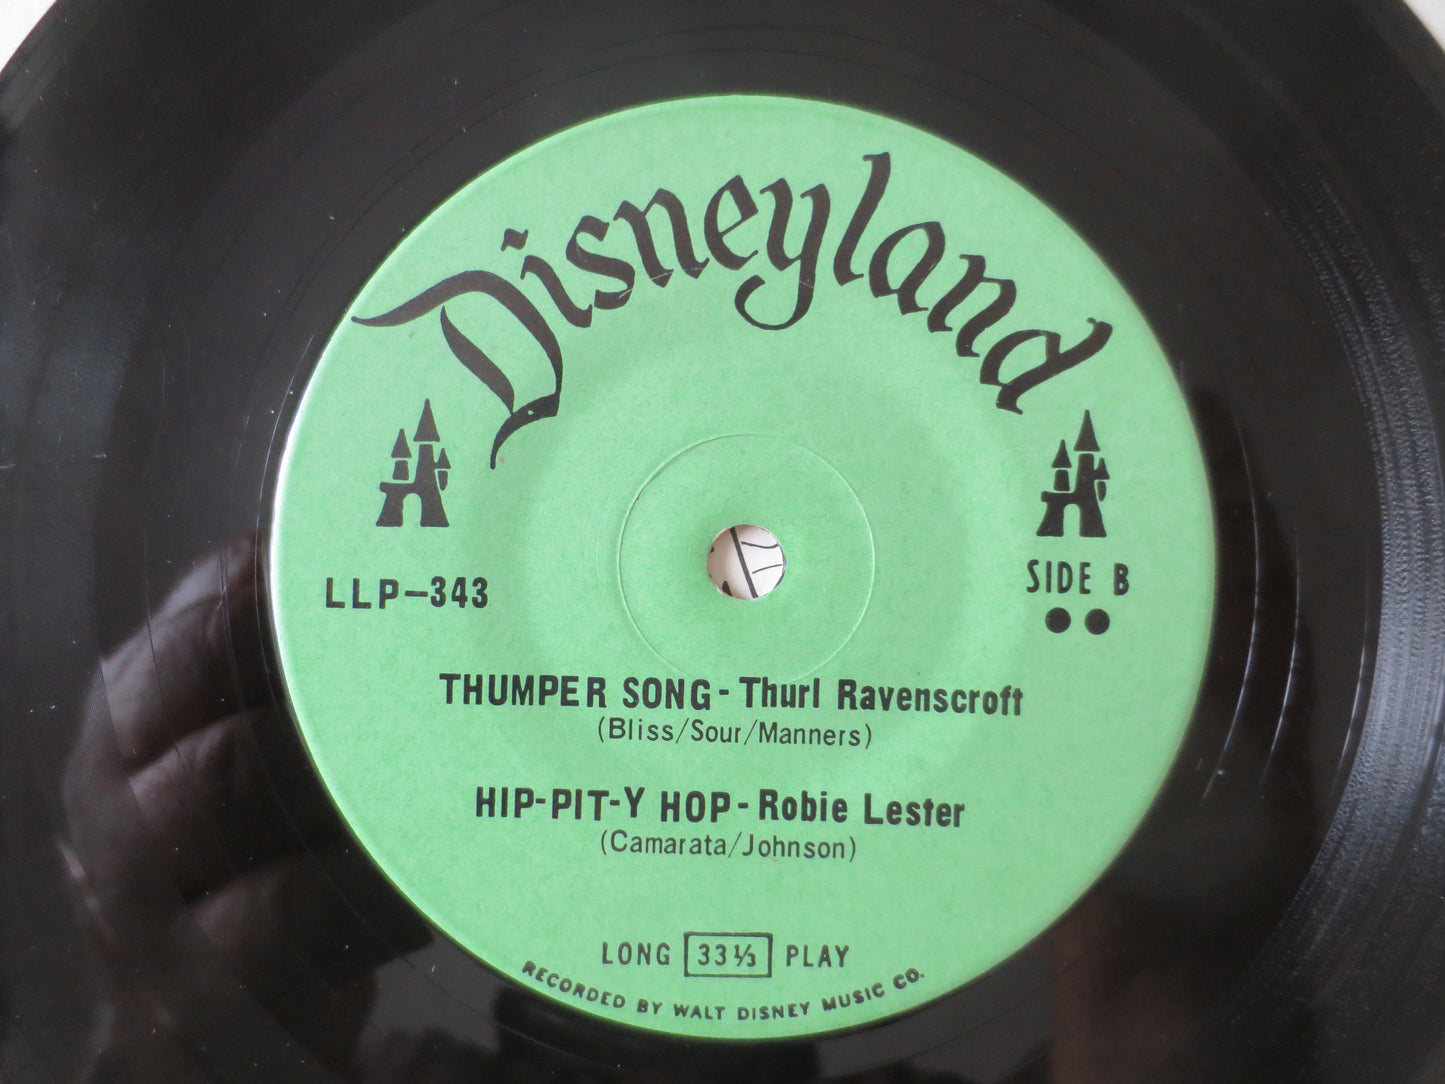 Disneyland
LLP-343
SIDE B
THUMPER SONG - Thurl Ravenscroft
(Bliss/Sour/Manners)
HIP-PIT-Y HOP - Robie Lester
(Camarata/Johnson)
LONG 33⅓ PLAY
RECORDED BY WALT DISNEY MUSIC CO.